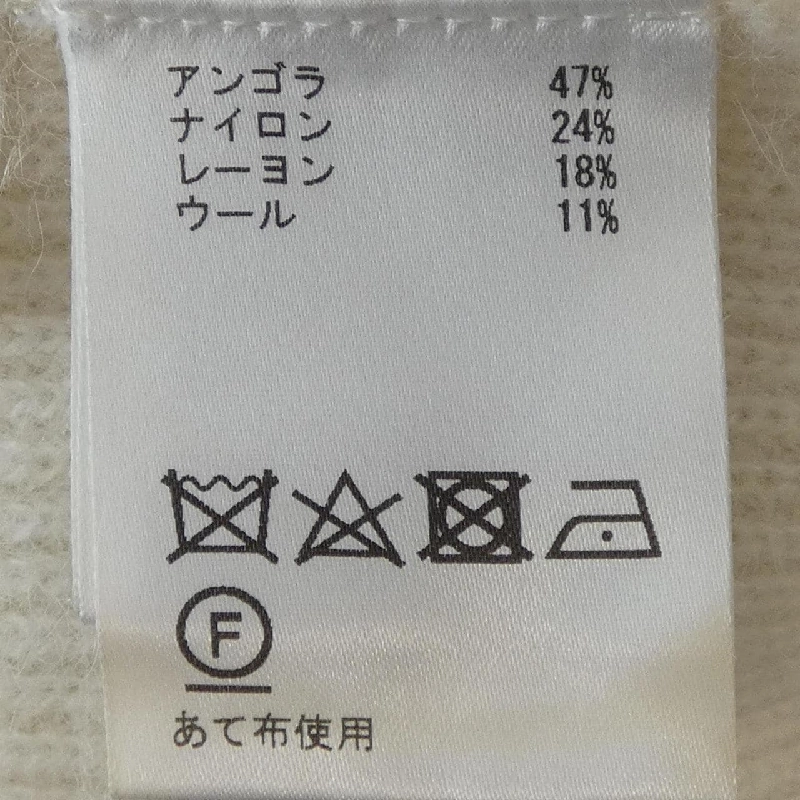 アンゴラ 47%
ナイロン 24%
レーヨン 18%
ウール 11%
F
あて布使用